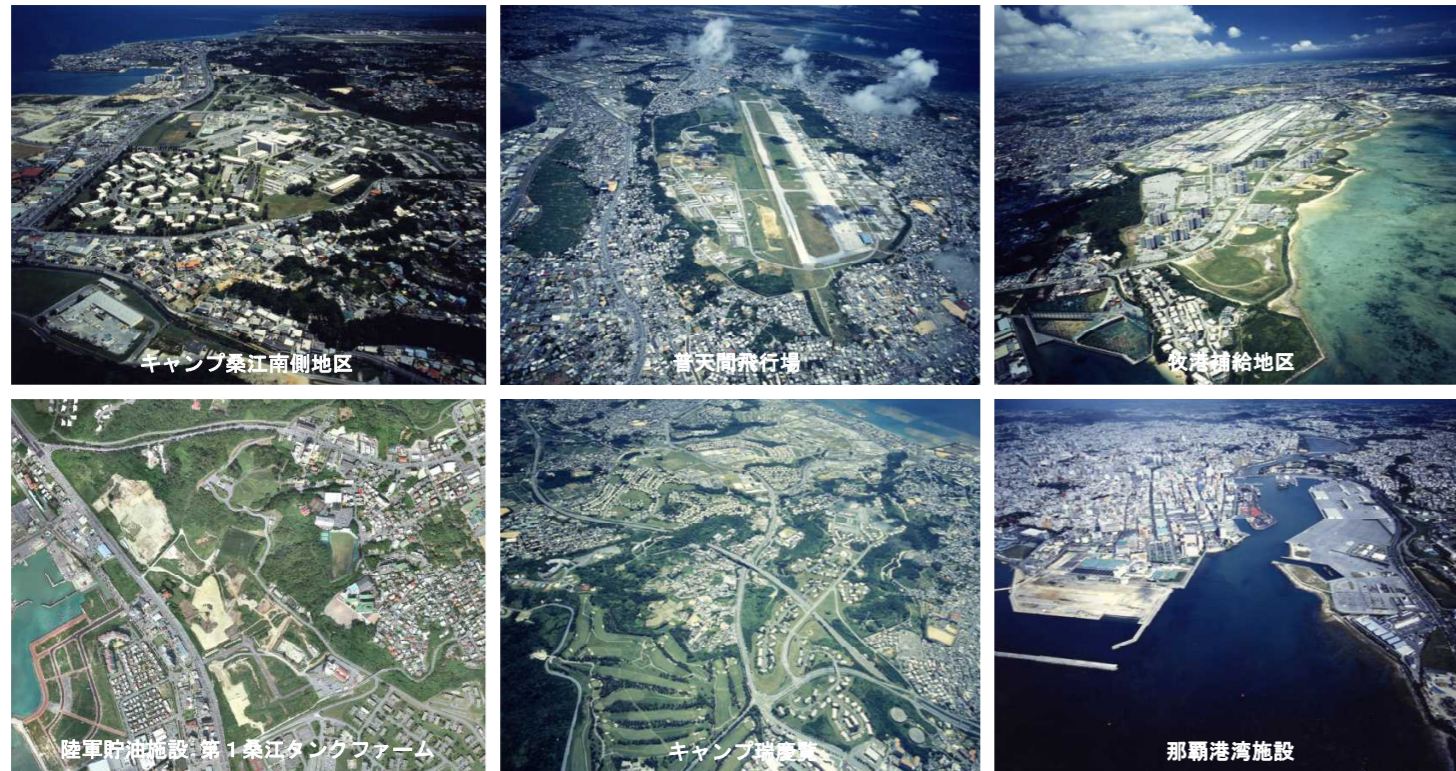 キャンプ桑江南側地区
普天間飛行場
牧港補給地区
陸軍貯油施設 第1桑江タンクファーム
キャンプ瑞慶覧
那覇港湾施設